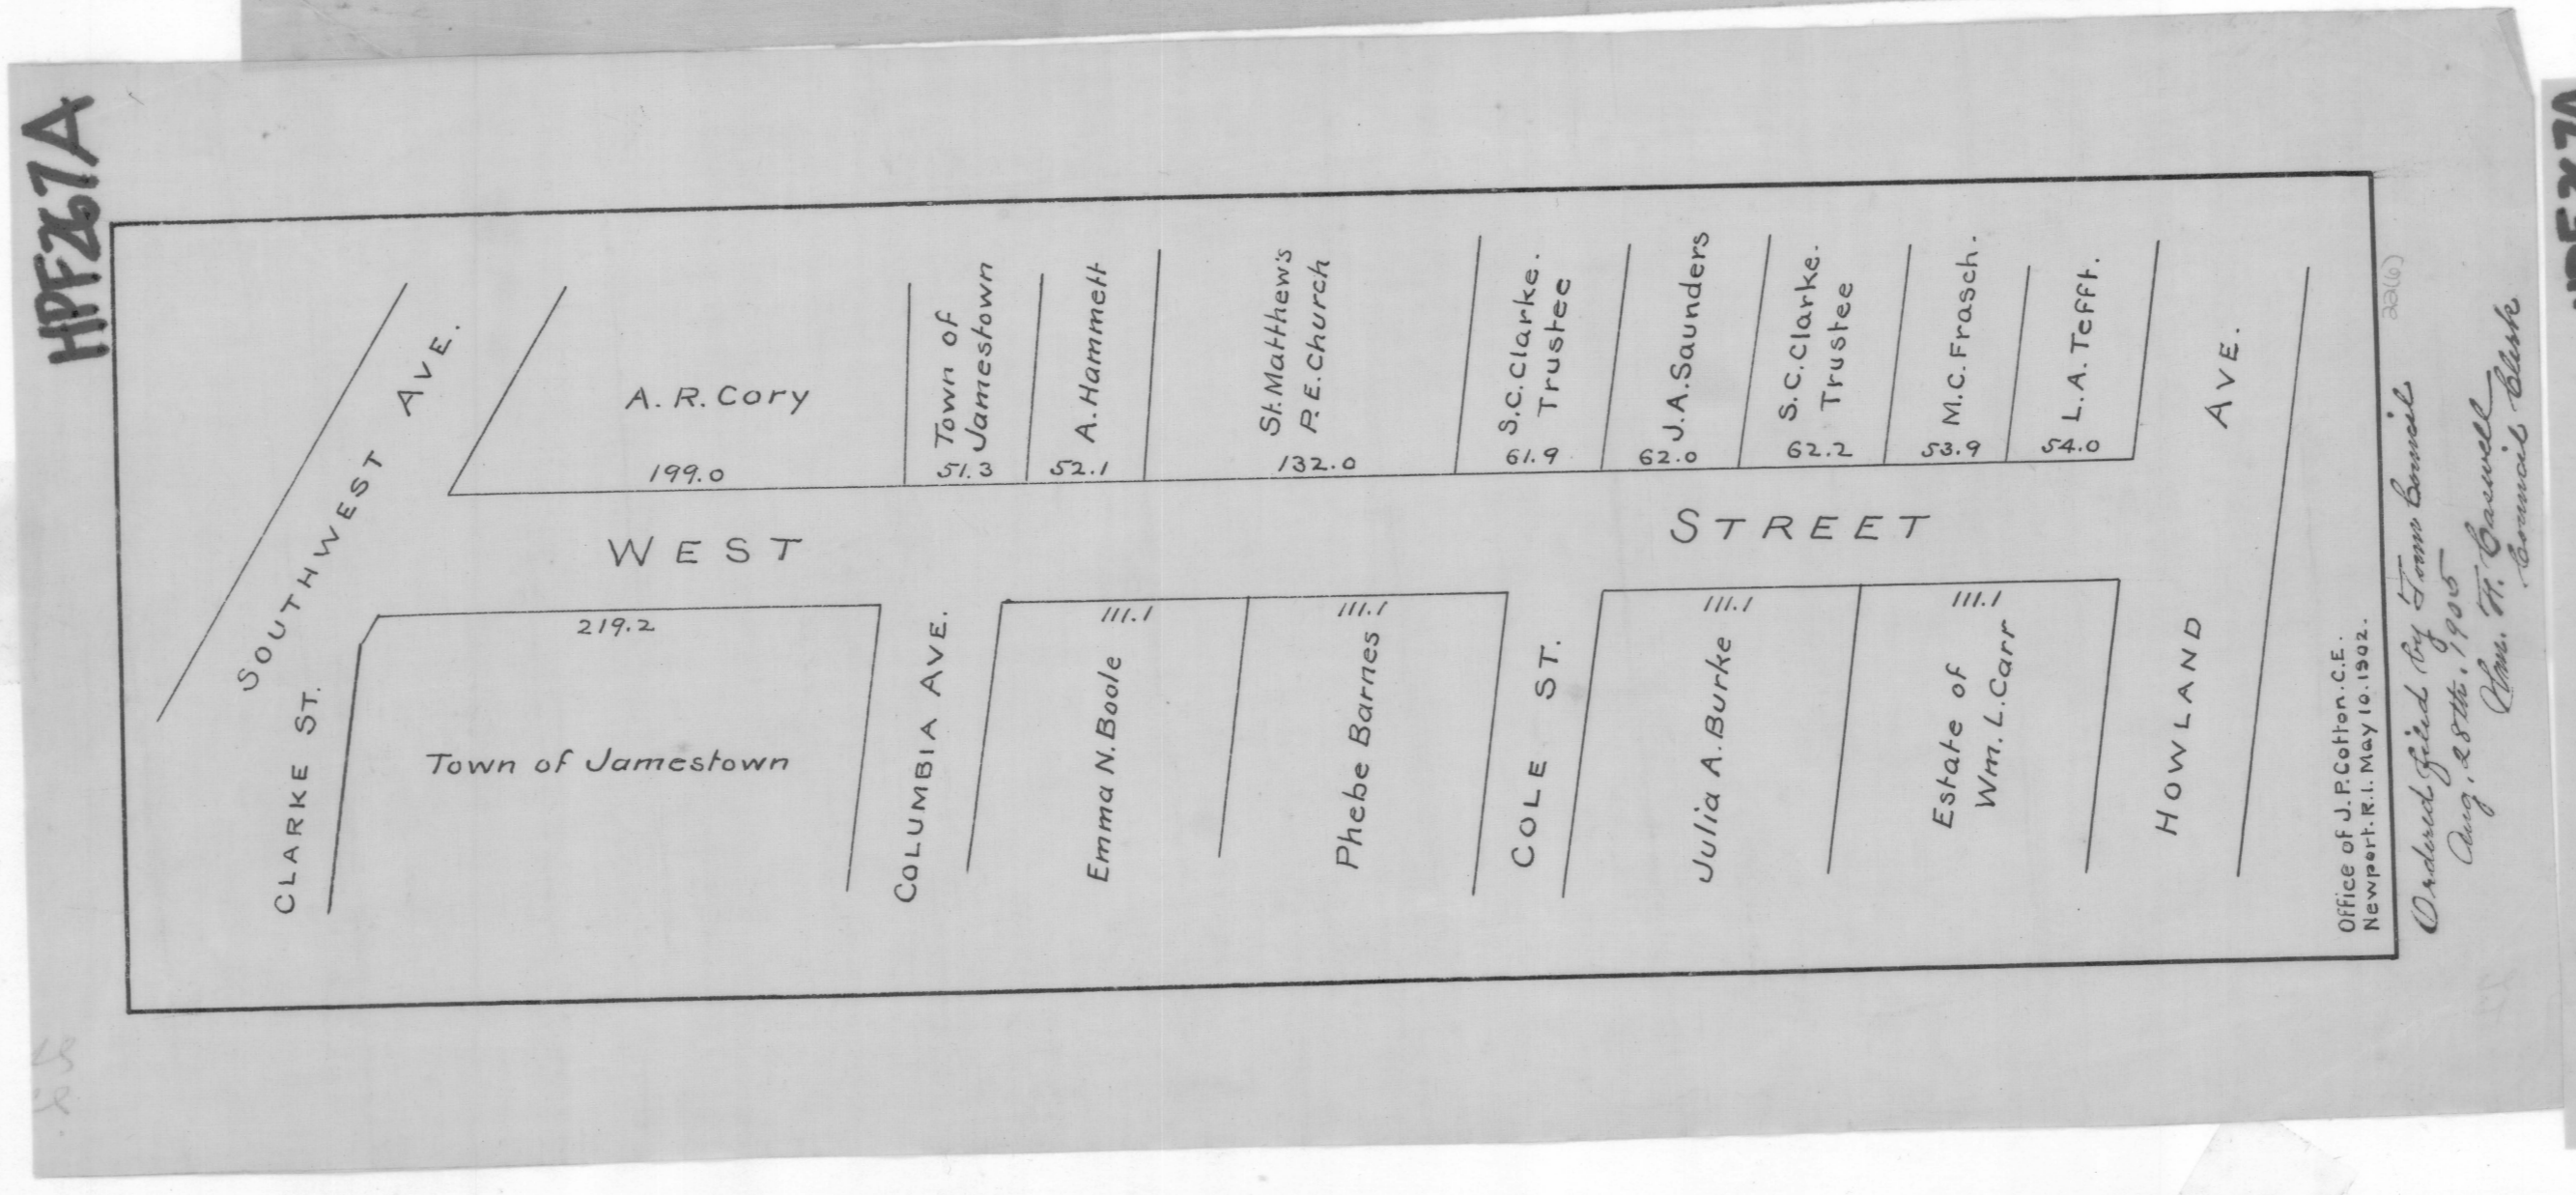 HPF267A
SOUTHWEST AVE.
A. R. Cory
199.0
Town of
Jamestown
51.3
A. Hammett
52.1
St. Matthew's
P. E. Church
132.0
S. C. Clarke.
Trustee
61.9
J. A. Saunders
62.0
S. C. Clarke.
Trustee
62.2
M. C. Frasch.
53.9
L. A. Tefft.
54.0
WEST STREET
CLARKE ST.
219.2
Town of Jamestown
COLUMBIA AVE.
111.1
Emma N. Boole
111.1
Phebe Barnes
COLE ST.
111.1
Julia A. Burke
111.1
Estate of
Wm. L. Carr
HOWLAND AVE.
Office of J. P. Cotton. C. E.
Newport. R. I. May 10. 1902.
22(6)
Ordered filed by Town Council
Aug. 28th. 1905
Wm. F. Caswell
Council Clerk